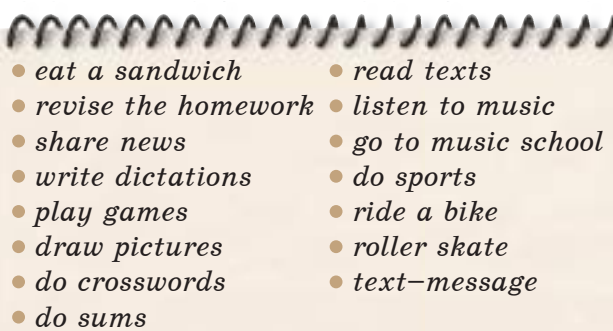 • eat a sandwich
• revise the homework
• share news
• write dictations
• play games
• draw pictures
• do crosswords
• do sums
• read texts
• listen to music
• go to music school
• do sports
• ride a bike
• roller skate
• text–message